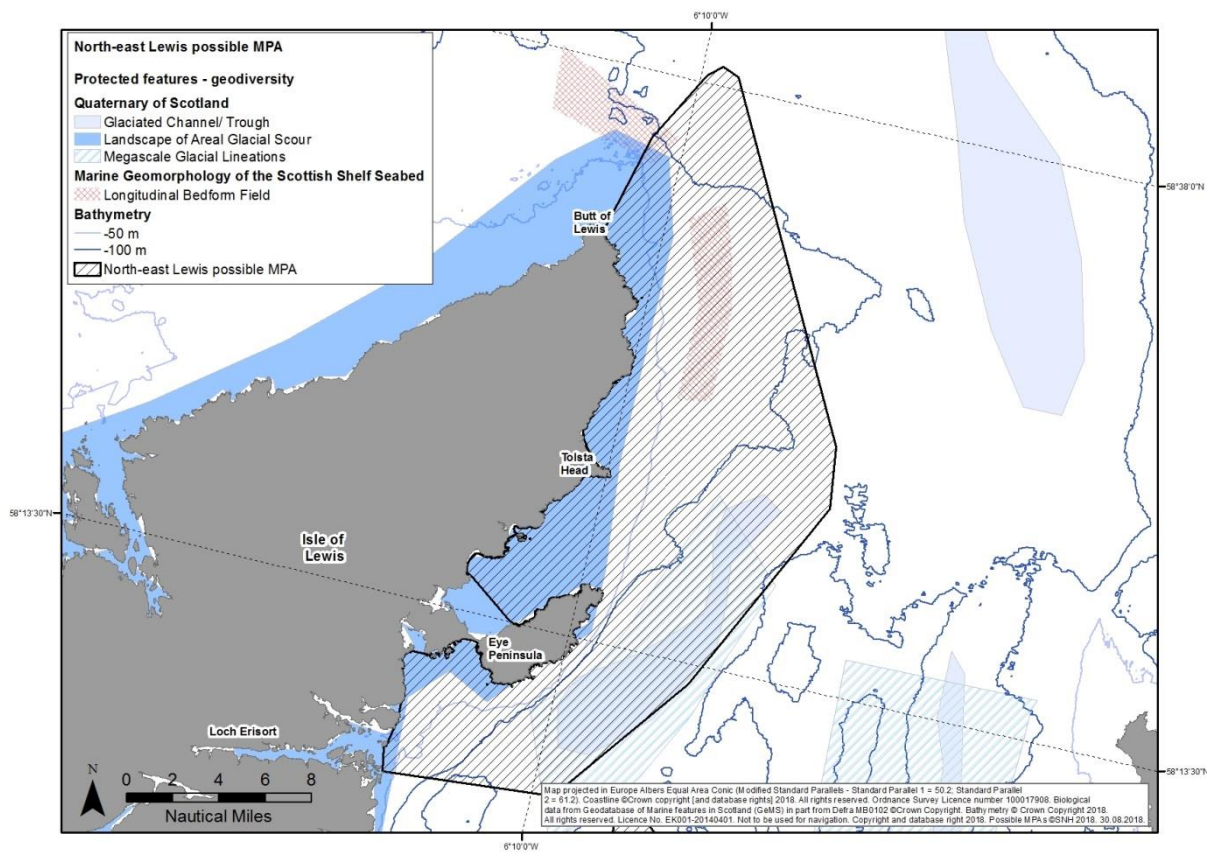 6°10'0"W
North-east Lewis possible MPA
Protected features - geodiversity
Quaternary of Scotland
Glaciated Channel/ Trough
Landscape of Areal Glacial Scour
Megascale Glacial Lineations
Marine Geomorphology of the Scottish Shelf Seabed
Longitudinal Bedform Field
Bathymetry
-50 m
-100 m
North-east Lewis possible MPA
58°38'0"N
Butt of
Lewis
Tolsta
Head
58°13'30"N
Isle of
Lewis
Eye
Peninsula
Loch Erisort
N
0 2 4 6 8
Nautical Miles
58°13'30"N
Map projected in Europe Albers Equal Area Conic (Modified Standard Parallels - Standard Parallel 1 = 50.2; Standard Parallel
2 = 61.2). Coastline ©Crown copyright [and database rights] 2018. All rights reserved. Ordnance Survey Licence number 100017908. Biological
data from Geodatabase of Marine features in Scotland (GeMS) in part from Defra MB0102 ©Crown Copyright. Bathymetry © Crown Copyright 2018.
All rights reserved. Licence No. EK001-20140401. Not to be used for navigation. Copyright and database right 2018. Possible MPAs ©SNH 2018. 30.08.2018.
6°10'0"W